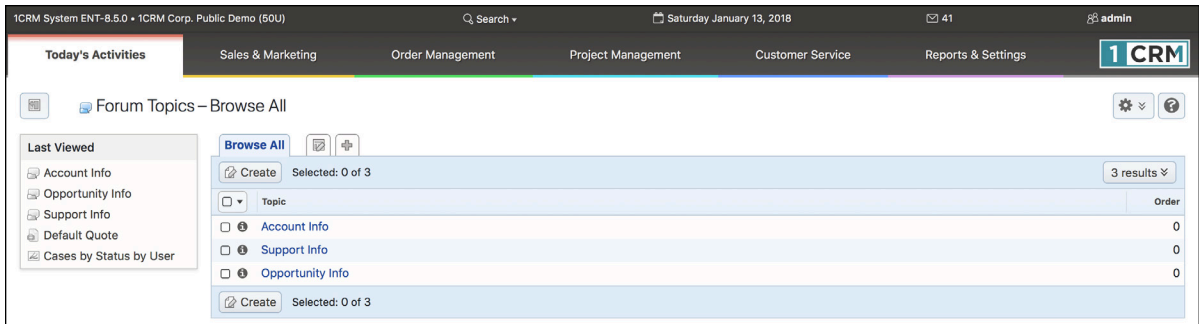 1CRM System ENT-8.5.0 • 1CRM Corp. Public Demo (50U) Search Saturday January 13, 2018 41 admin
Today's Activities Sales & Marketing Order Management Project Management Customer Service Reports & Settings 1 CRM
Forum Topics – Browse All
Last Viewed
Account Info
Opportunity Info
Support Info
Default Quote
Cases by Status by User
Browse All
Create Selected: 0 of 3 3 results
Topic Order
Account Info 0
Support Info 0
Opportunity Info 0
Create Selected: 0 of 3